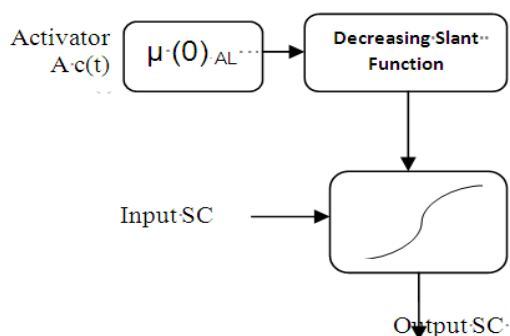 Activator
A c(t)
μ (0) AL
Decreasing Slant
Function
Input SC
Output SC